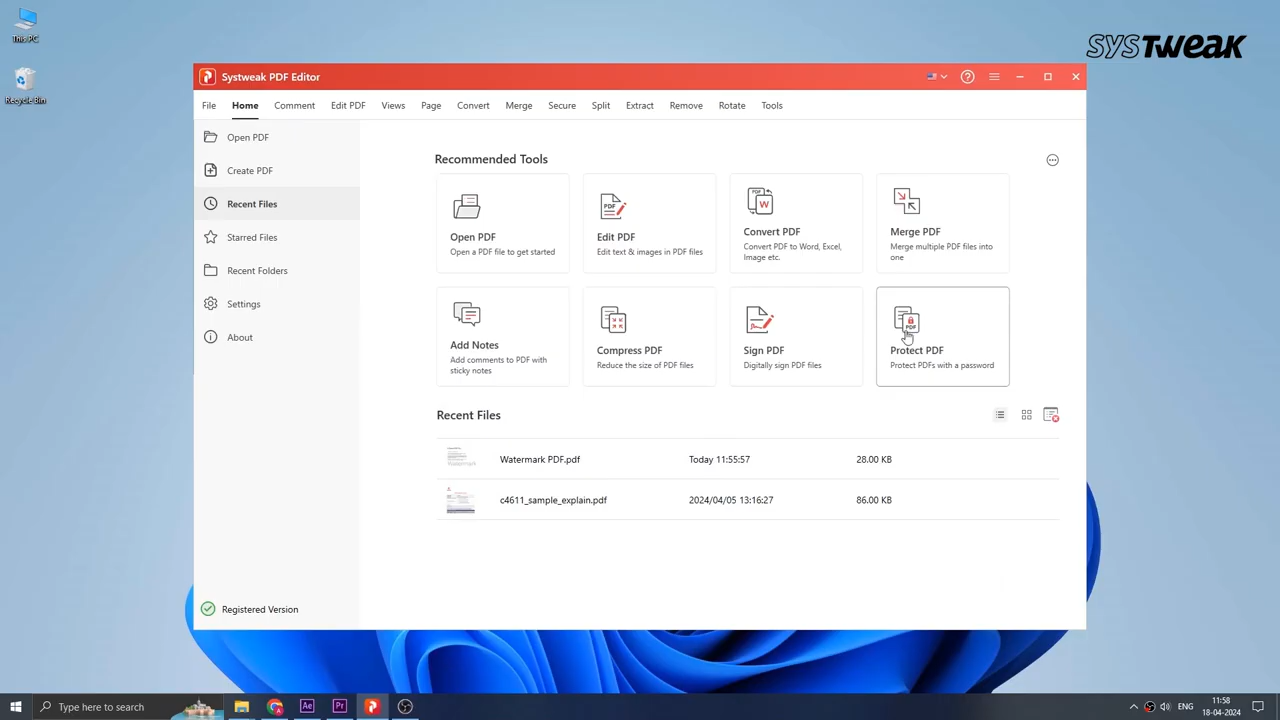 This PC
SYSTWEAK
Systweak PDF Editor
File Home Comment Edit PDF Views Page Convert Merge Secure Split Extract Remove Rotate Tools
Open PDF
Create PDF
Recent Files
Starred Files
Recent Folders
Settings
About
Registered Version
Recycle Bin
Recommended Tools
Open PDF
Open a PDF file to get started
Edit PDF
Edit text & images in PDF files
Convert PDF
Convert PDF to Word, Excel,
Image etc.
Merge PDF
Merge multiple PDF files into
one
Add Notes
Add comments to PDF with
sticky notes
Compress PDF
Reduce the size of PDF files
Sign PDF
Digitally sign PDF files
Protect PDF
Protect PDFs with a password
Recent Files
Watermark PDF.pdf Today 11:55:57 28.00 KB
c4611_sample_explain.pdf 2024/04/05 13:16:27 86.00 KB
Type here to search
Ae
Pr
ENG
11:58
18-04-2024